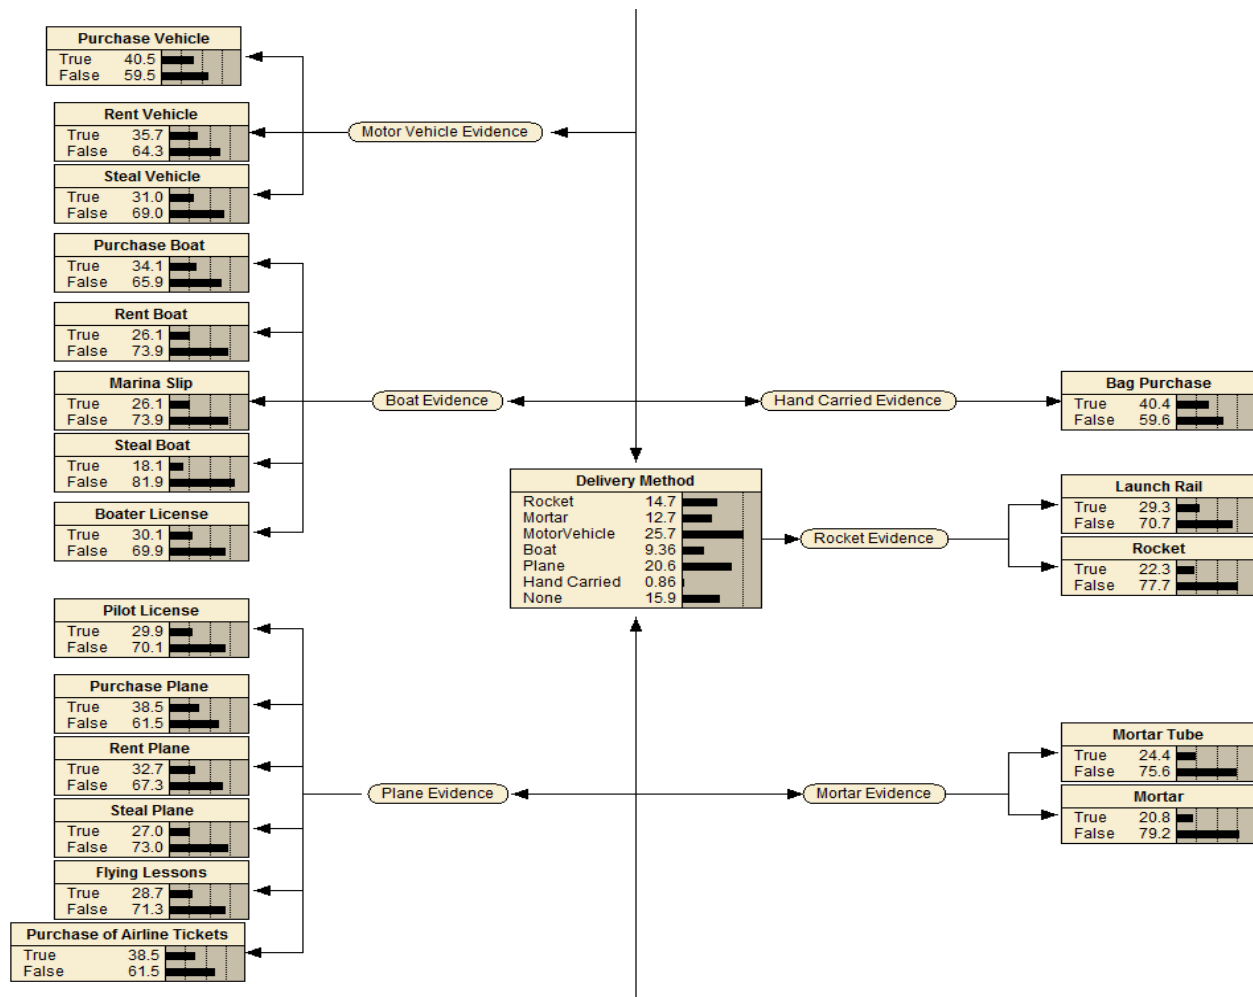 Purchase Vehicle
True 40.5
False 59.5
Rent Vehicle
True 35.7
False 64.3
Motor Vehicle Evidence
Steal Vehicle
True 31.0
False 69.0
Purchase Boat
True 34.1
False 65.9
Rent Boat
True 26.1
False 73.9
Marina Slip
True 26.1
False 73.9
Boat Evidence
Hand Carried Evidence
Bag Purchase
True 40.4
False 59.6
Steal Boat
True 18.1
False 81.9
Boater License
True 30.1
False 69.9
Delivery Method
Rocket 14.7
Mortar 12.7
MotorVehicle 25.7
Boat 9.36
Plane 20.6
Hand Carried 0.86
None 15.9
Rocket Evidence
Launch Rail
True 29.3
False 70.7
Rocket
True 22.3
False 77.7
Pilot License
True 29.9
False 70.1
Purchase Plane
True 38.5
False 61.5
Rent Plane
True 32.7
False 67.3
Plane Evidence
Steal Plane
True 27.0
False 73.0
Flying Lessons
True 28.7
False 71.3
Purchase of Airline Tickets
True 38.5
False 61.5
Mortar Evidence
Mortar Tube
True 24.4
False 75.6
Mortar
True 20.8
False 79.2